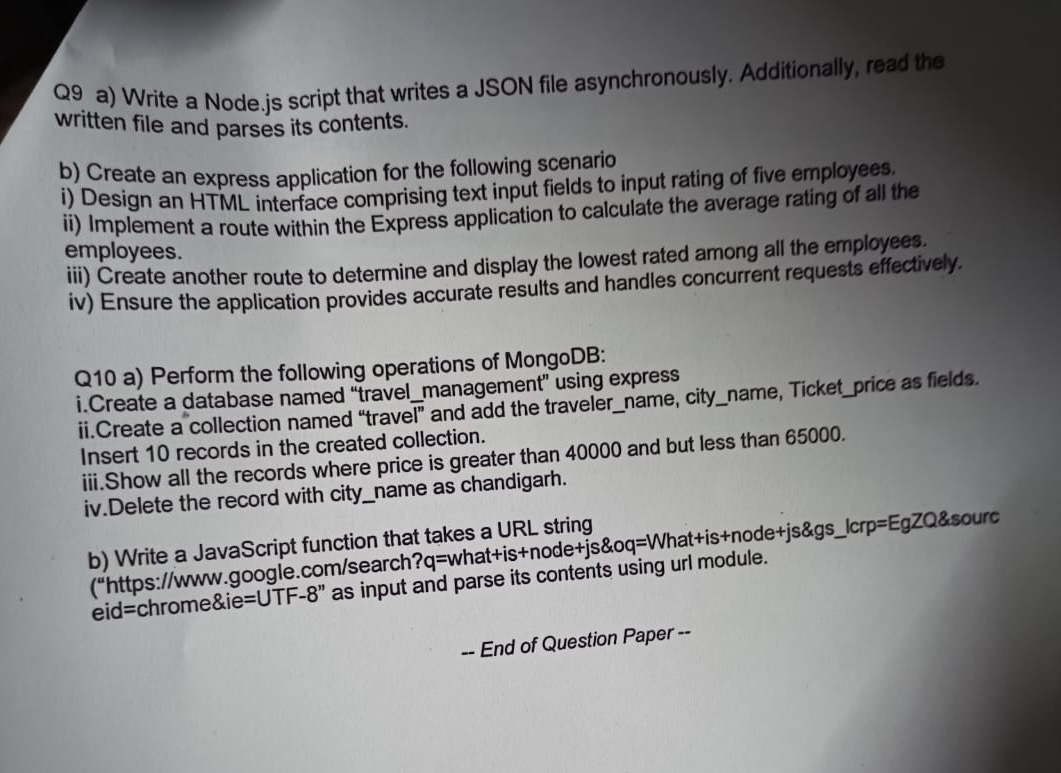 Q9 a) Write a Node.js script that writes a JSON file asynchronously. Additionally, read the
written file and parses its contents.
b) Create an express application for the following scenario
i) Design an HTML interface comprising text input fields to input rating of five employees.
ii) Implement a route within the Express application to calculate the average rating of all the
employees.
iii) Create another route to determine and display the lowest rated among all the employees.
iv) Ensure the application provides accurate results and handles concurrent requests effectively.
Q10 a) Perform the following operations of MongoDB:
i.Create a database named “travel_management” using express
ii.Create a collection named “travel” and add the traveler_name, city_name, Ticket_price as fields.
Insert 10 records in the created collection.
iii.Show all the records where price is greater than 40000 and but less than 65000.
iv.Delete the record with city_name as chandigarh.
b) Write a JavaScript function that takes a URL string
(“https://www.google.com/search?q=what+is+node+js&oq=What+is+node+js&gs_lcrp=EgZQ&sourc
eid=chrome&ie=UTF-8” as input and parse its contents using url module.
-- End of Question Paper --